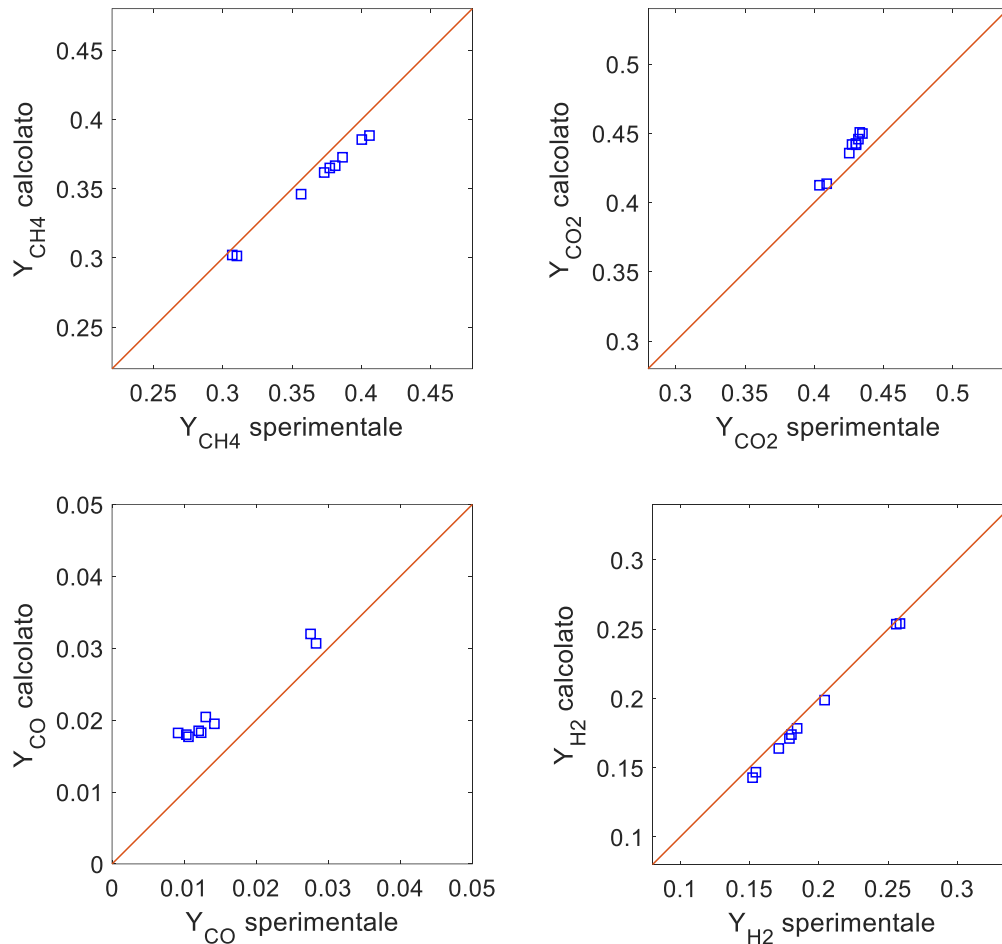 0.45
0.4
0.35
0.3
0.25
Y_CH4 calcolato
0.25 0.3 0.35 0.4 0.45
Y_CH4 sperimentale
0.5
0.45
0.4
0.35
0.3
Y_CO2 calcolato
0.3 0.35 0.4 0.45 0.5
Y_CO2 sperimentale
0.05
0.04
0.03
0.02
0.01
0
Y_CO calcolato
0 0.01 0.02 0.03 0.04 0.05
Y_CO sperimentale
0.3
0.25
0.2
0.15
0.1
Y_H2 calcolato
0.1 0.15 0.2 0.25 0.3
Y_H2 sperimentale